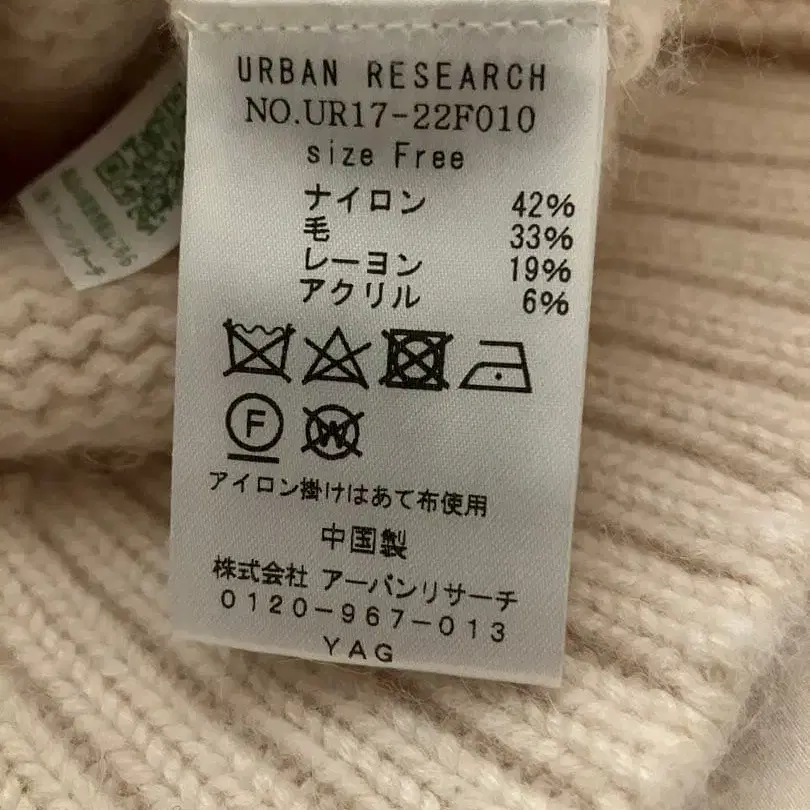 URBAN RESEARCH
NO.UR17-22F010
size Free
ナイロン 42%
毛 33%
レーヨン 19%
アクリル 6%
F
W
アイロン掛けはあて布使用
中国製
株式会社 アーバンリサーチ
0120-967-013
YAG